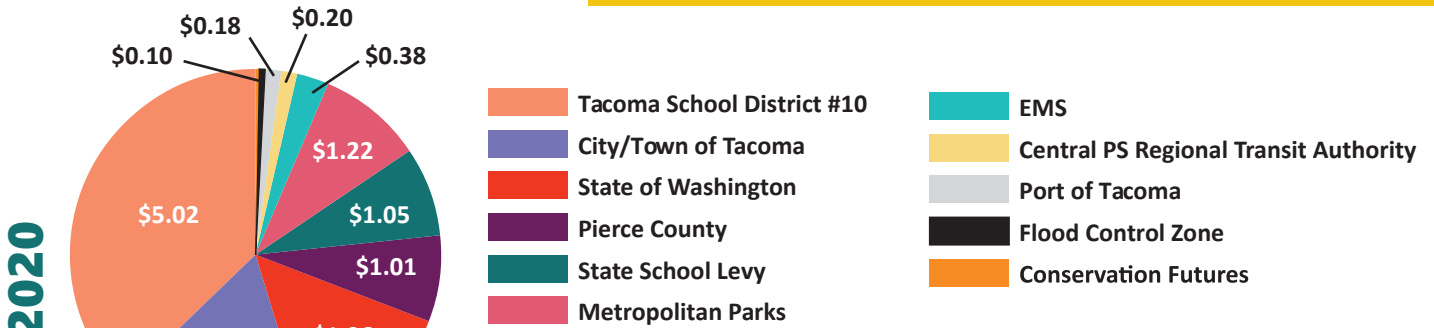 $0.20
$0.18
$0.10
$0.38
$1.22
$5.02
$1.05
$1.01
2020
Tacoma School District #10
City/Town of Tacoma
State of Washington
Pierce County
State School Levy
Metropolitan Parks
EMS
Central PS Regional Transit Authority
Port of Tacoma
Flood Control Zone
Conservation Futures